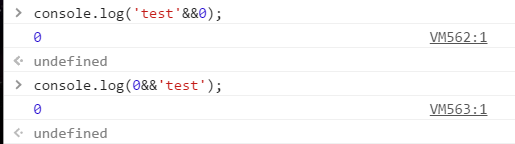 > console.log('test'&&0);
0 VM562:1
<· undefined
> console.log(0&&'test');
0 VM563:1
<· undefined